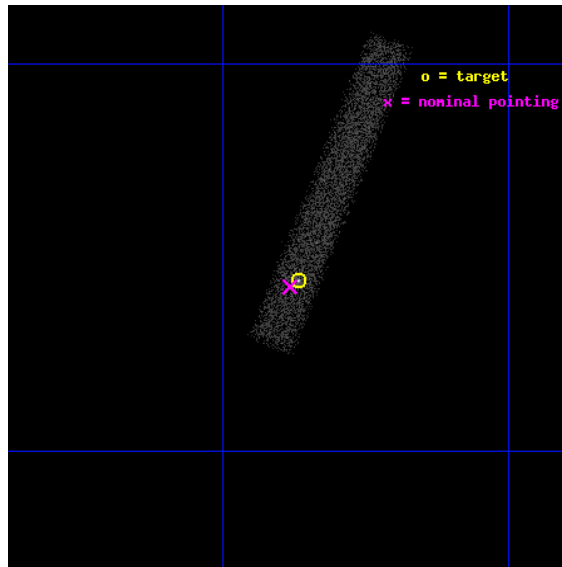 o = target
x = nominal pointing